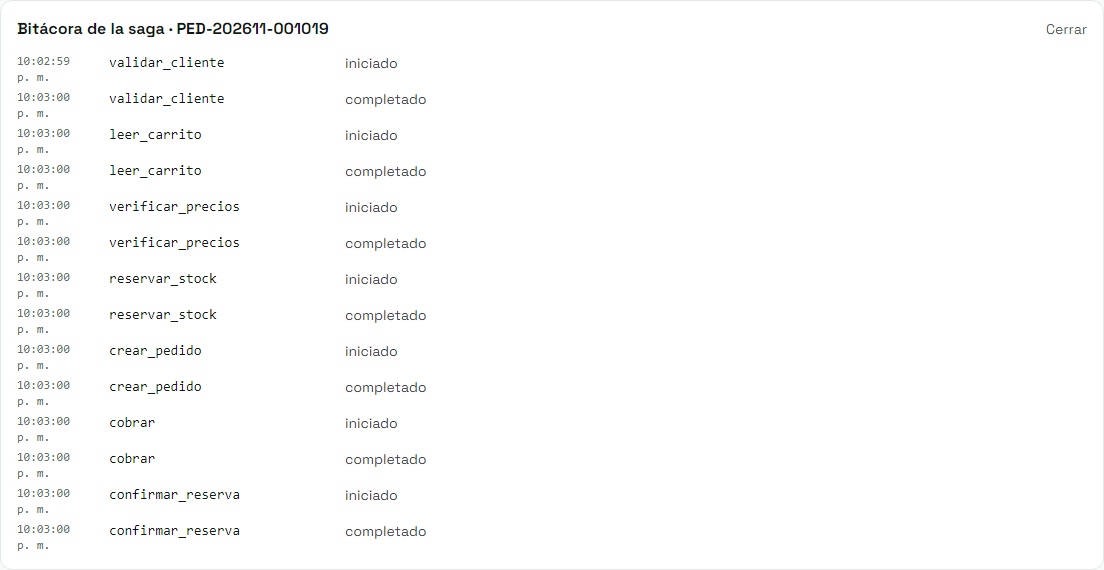 Bitácora de la saga · PED-202611-001019
Cerrar
10:02:59 p. m. validar_cliente iniciado
10:03:00 p. m. validar_cliente completado
10:03:00 p. m. leer_carrito iniciado
10:03:00 p. m. leer_carrito completado
10:03:00 p. m. verificar_precios iniciado
10:03:00 p. m. verificar_precios completado
10:03:00 p. m. reservar_stock iniciado
10:03:00 p. m. reservar_stock completado
10:03:00 p. m. crear_pedido iniciado
10:03:00 p. m. crear_pedido completado
10:03:00 p. m. cobrar iniciado
10:03:00 p. m. cobrar completado
10:03:00 p. m. confirmar_reserva iniciado
10:03:00 p. m. confirmar_reserva completado